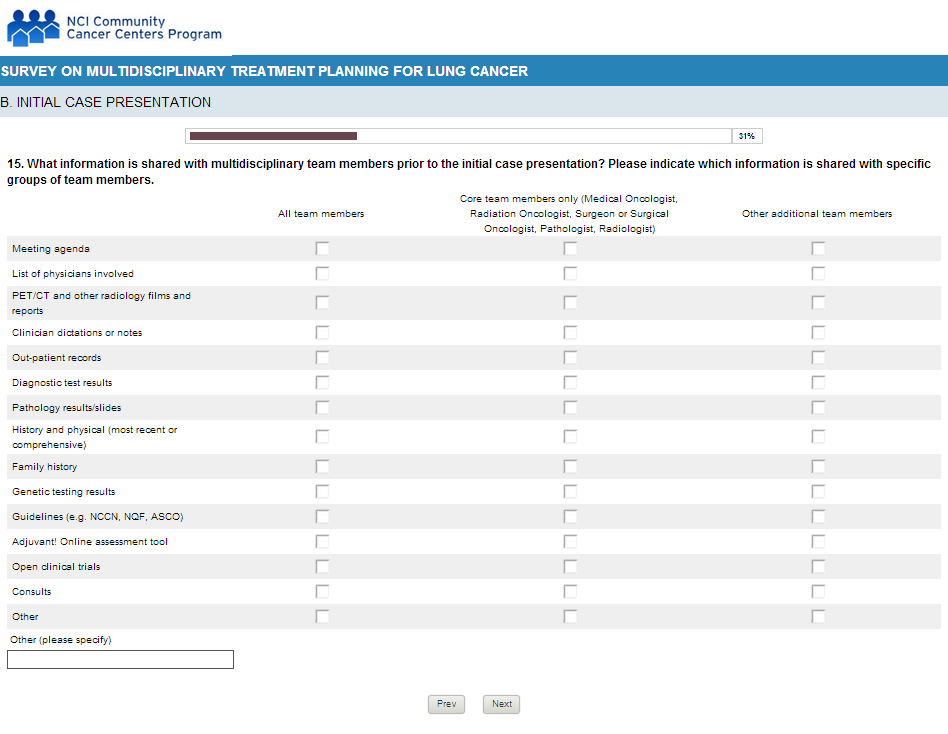 NCI Community
Cancer Centers Program
SURVEY ON MULTIDISCIPLINARY TREATMENT PLANNING FOR LUNG CANCER
B. INITIAL CASE PRESENTATION
31%
15. What information is shared with multidisciplinary team members prior to the initial case presentation? Please indicate which information is shared with specific
groups of team members.
All team members
Core team members only (Medical Oncologist,
Radiation Oncologist, Surgeon or Surgical
Oncologist, Pathologist, Radiologist)
Other additional team members
Meeting agenda
List of physicians involved
PET/CT and other radiology films and
reports
Clinician dictations or notes
Out-patient records
Diagnostic test results
Pathology results/slides
History and physical (most recent or
comprehensive)
Family history
Genetic testing results
Guidelines (e.g. NCCN, NQF, ASCO)
Adjuvant! Online assessment tool
Open clinical trials
Consults
Other
Other (please specify)
Prev
Next